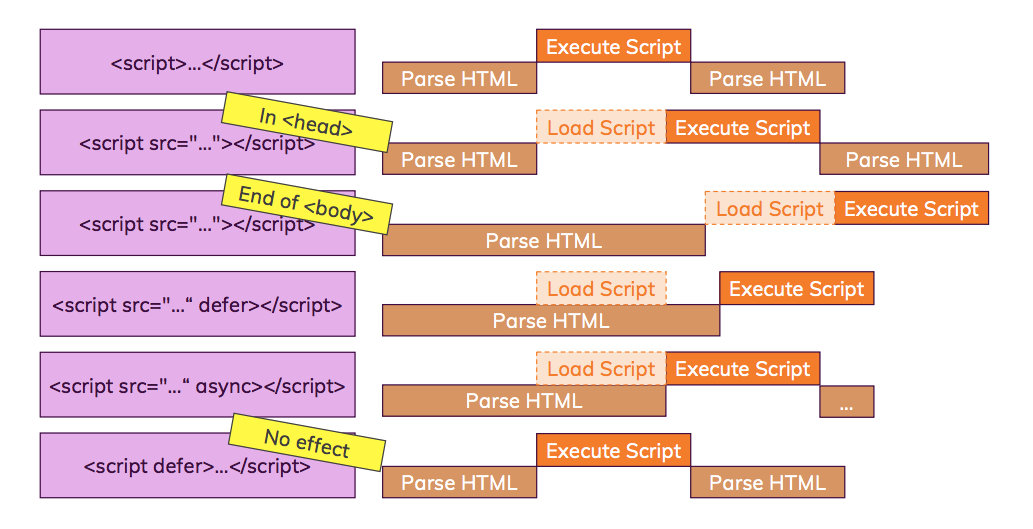 <script>...</script>
Execute Script
Parse HTML
Parse HTML
In <head>
<script src="..."></script>
Load Script
Execute Script
Parse HTML
Parse HTML
End of <body>
<script src="..."></script>
Load Script
Execute Script
Parse HTML
<script src="...“ defer></script>
Load Script
Execute Script
Parse HTML
<script src="...“ async></script>
Load Script
Execute Script
Parse HTML
...
No effect
<script defer>...</script>
Execute Script
Parse HTML
Parse HTML